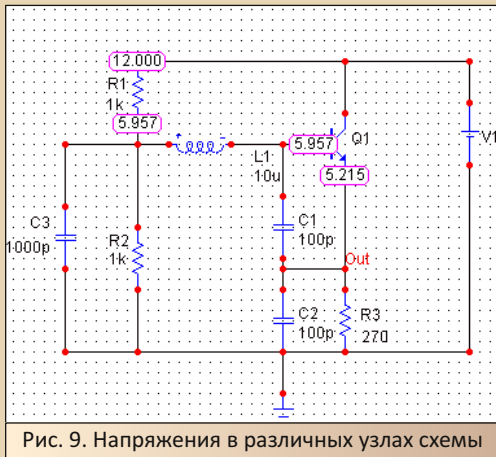 12.000
R1
1k
5.957
5.957
Q1
V1
L1
10u
5.215
C3
1000p
R2
1k
C1
100p
Out
C2
100p
R3
270
Рис. 9. Напряжения в различных узлах схемы